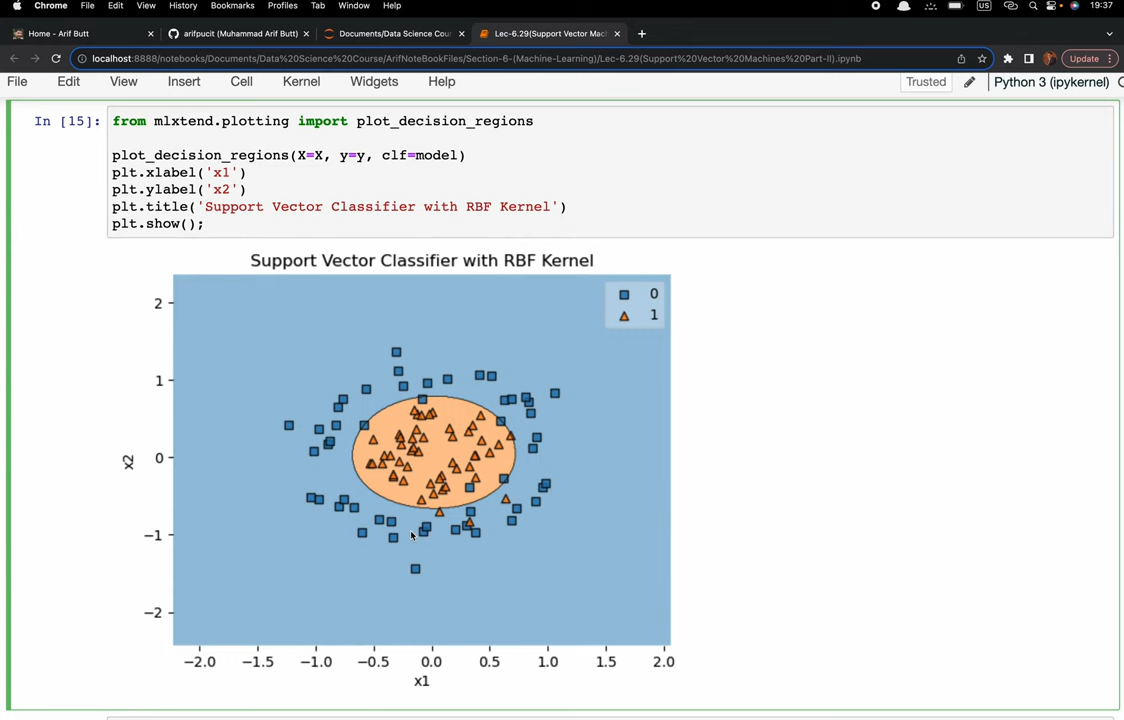 Chrome File Edit View History Bookmarks Profiles Tab Window Help US 19:37
Home - Arif Butt arifpucit (Muhammad Arif Butt) Documents/Data Science Cou Lec-6.29(Support Vector Mac
localhost:8888/notebooks/Documents/Data%20Science%20Course/ArifNoteBookFiles/Section-6-(Machine-Learning)/Lec-6.29(Support%20Vector%20Machines%20Part-II).ipynb Update
File Edit View Insert Cell Kernel Widgets Help Trusted Python 3 (ipykernel)
In [15]: from mlxtend.plotting import plot_decision_regions
plot_decision_regions(X=X, y=y, clf=model)
plt.xlabel('x1')
plt.ylabel('x2')
plt.title('Support Vector Classifier with RBF Kernel')
plt.show();
Support Vector Classifier with RBF Kernel
2
0
1
1
x2
0
−1
−2
−2.0 −1.5 −1.0 −0.5 0.0 0.5 1.0 1.5 2.0
x1